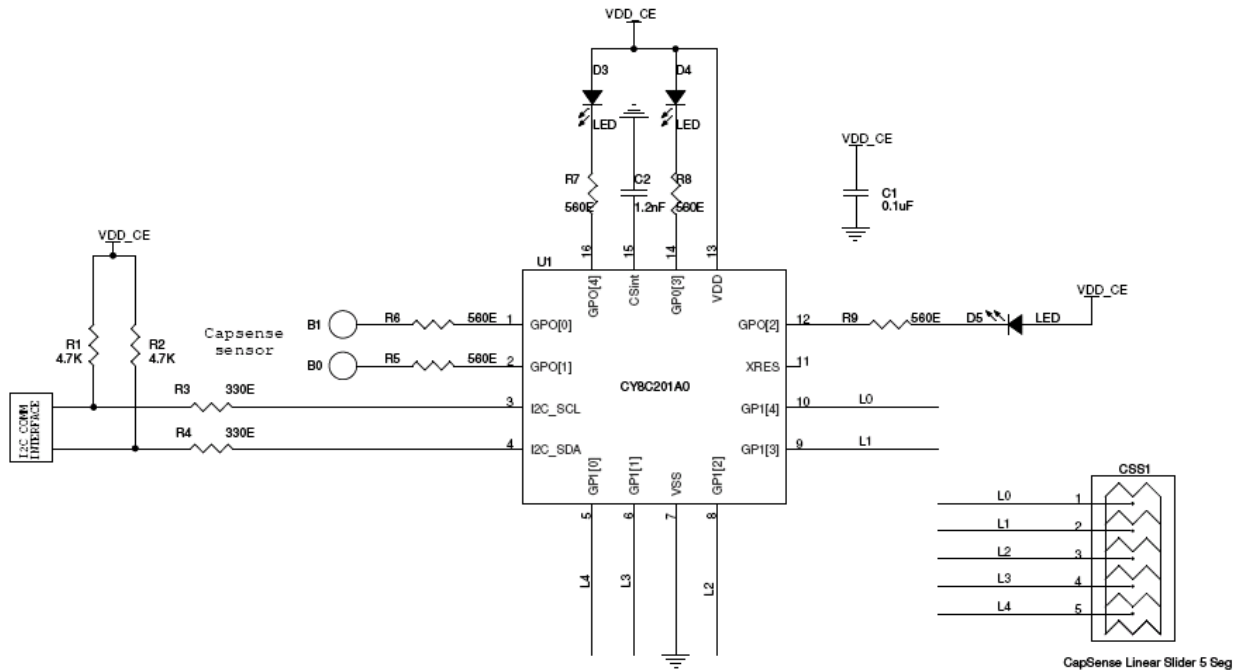 VDD_CE
D3
D4
LED
LED
VDD_CE
R7
C2
R8
560E
1.2nF
560E
C1
0.1uF
VDD_CE
16
15
14
13
U1
GPO[4]
CSint
GP0[3]
VDD
VDD_CE
B1
R6
560E
1
GPO[0]
GPO[2]
12
R9
560E
D5
LED
Capsense
sensor
R1
4.7K
R2
4.7K
B0
R5
560E
2
GPO[1]
XRES
11
CY8C201A0
R3
330E
3
I2C_SCL
GP1[4]
10
L0
I2C COMM
INTERFACE
R4
330E
4
I2C_SDA
GP1[3]
9
L1
GP1[0]
GP1[1]
VSS
GP1[2]
5
6
7
8
L4
L3
L2
CSS1
L0
1
L1
2
L2
3
L3
4
L4
5
CapSense Linear Slider 5 Seg